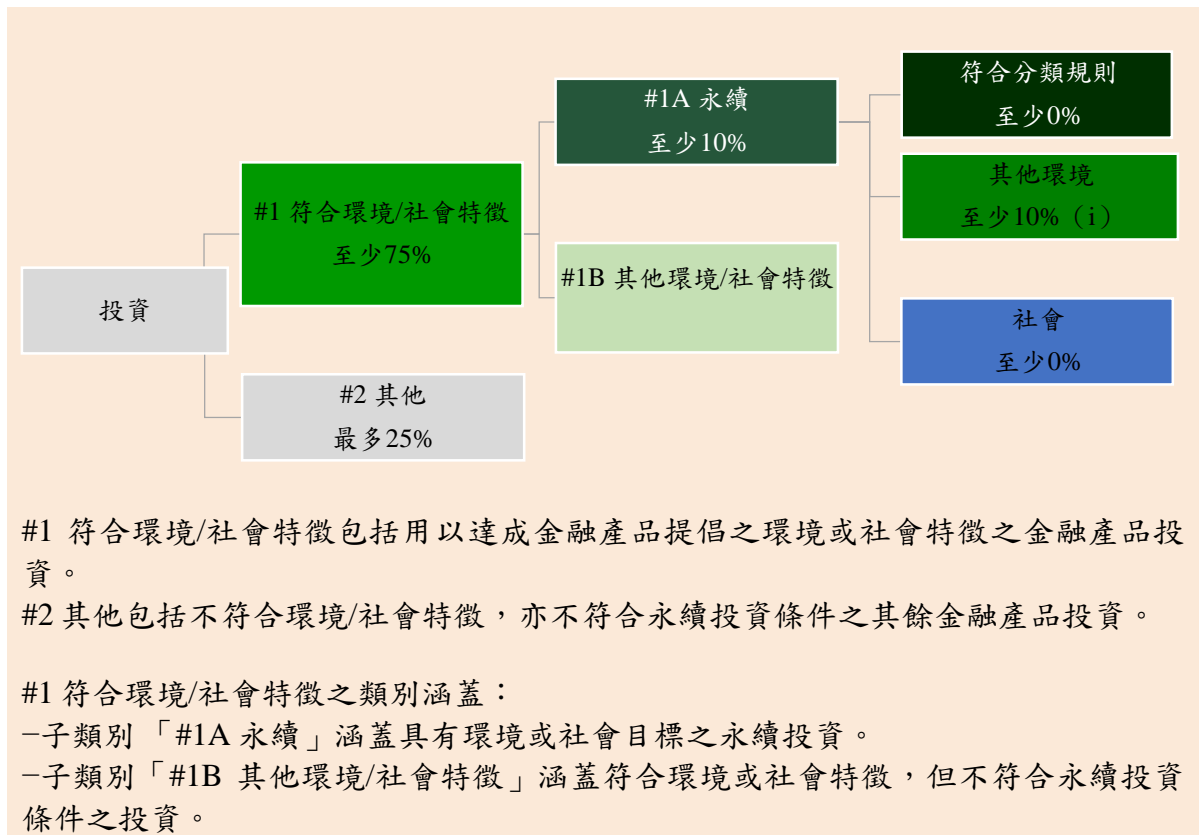 符合分類規則
至少0%
#1A 永續
至少10%
其他環境
至少10%（i）
#1 符合環境/社會特徵
至少75%
#1B 其他環境/社會特徵
投資
社會
至少0%
#2 其他
最多25%
#1 符合環境/社會特徵包括用以達成金融產品提倡之環境或社會特徵之金融產品投
資。
#2 其他包括不符合環境/社會特徵，亦不符合永續投資條件之其餘金融產品投資。
#1 符合環境/社會特徵之類別涵蓋：
−子類別「#1A 永續」涵蓋具有環境或社會目標之永續投資。
−子類別「#1B 其他環境/社會特徵」涵蓋符合環境或社會特徵，但不符合永續投資
條件之投資。